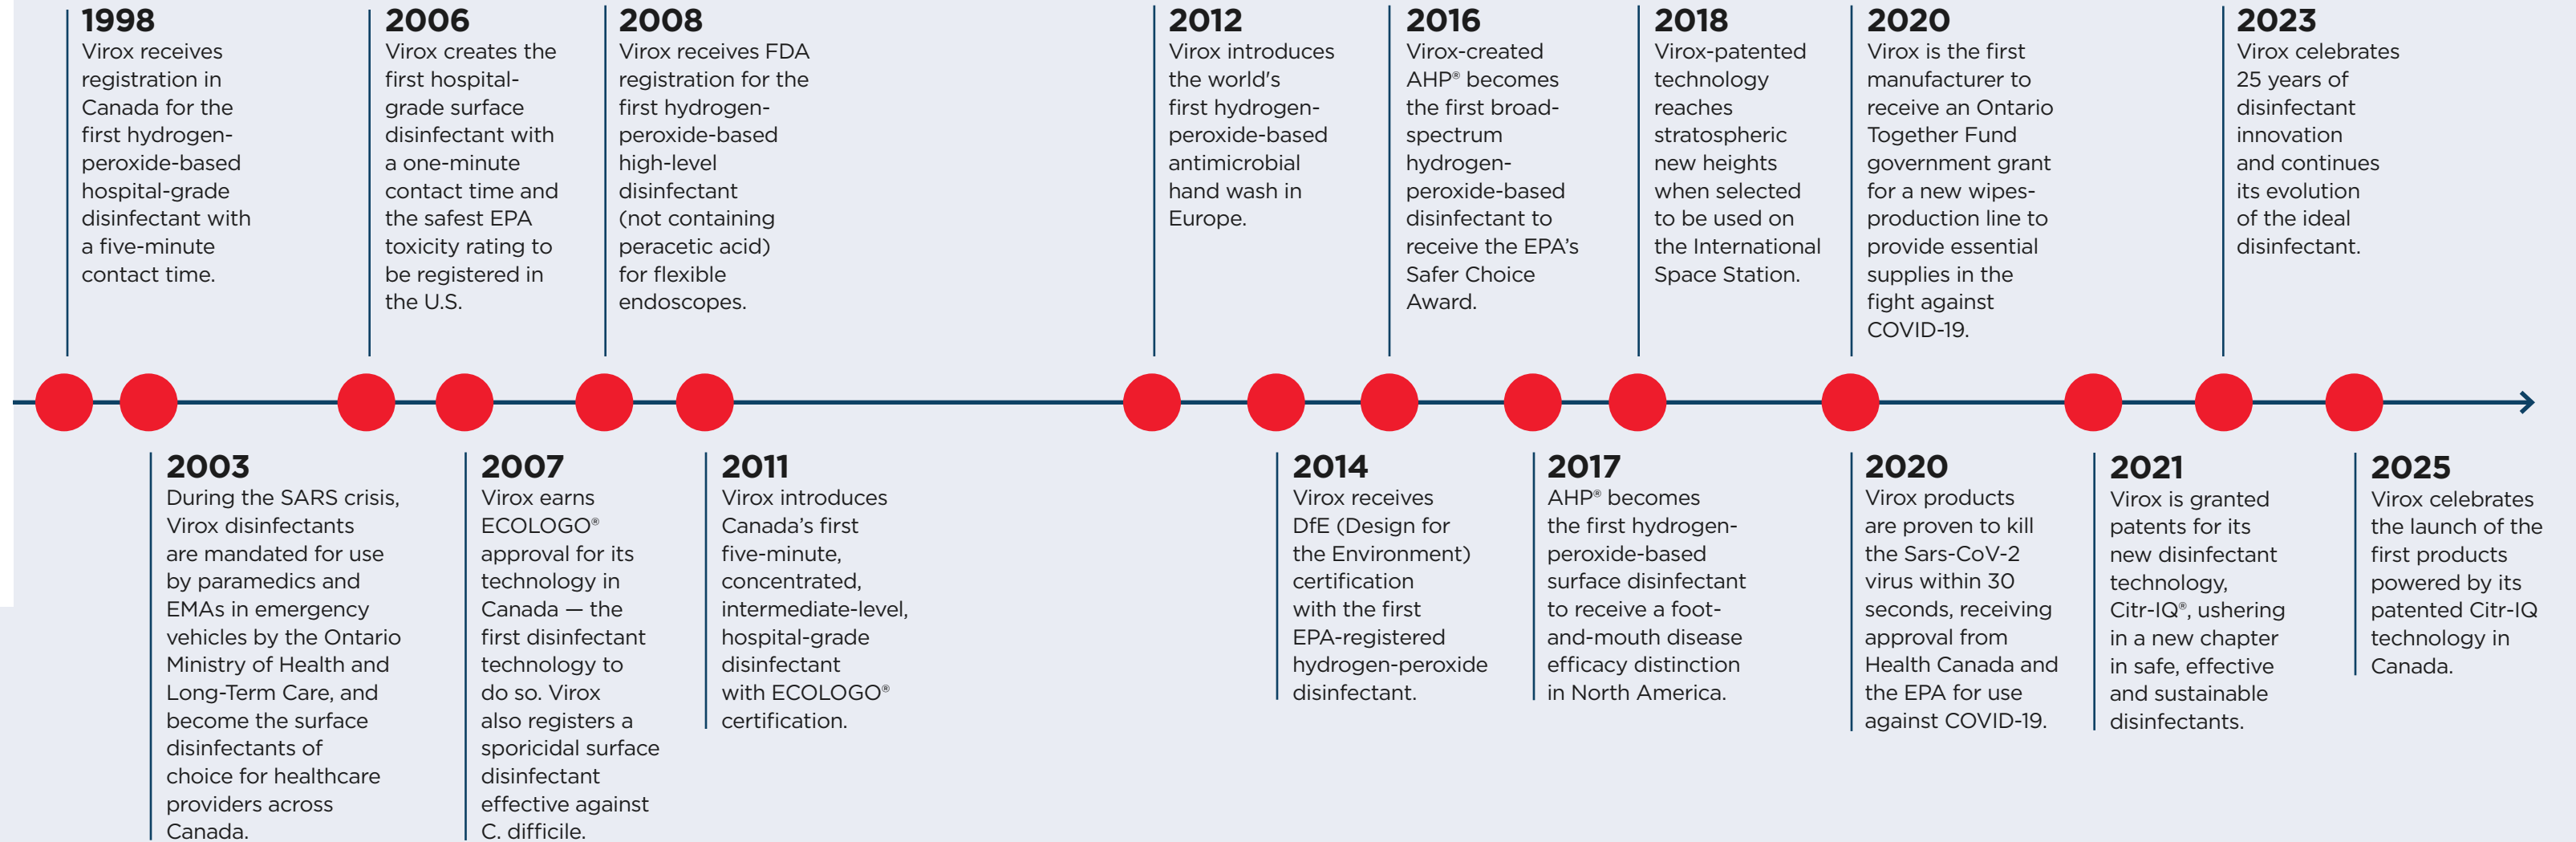 1998
Virox receives
registration in
Canada for the
first hydrogen-
peroxide-based
hospital-grade
disinfectant with
a five-minute
contact time.
2006
Virox creates the
first hospital-
grade surface
disinfectant with
a one-minute
contact time and
the safest EPA
toxicity rating to
be registered in
the U.S.
2008
Virox receives FDA
registration for the
first hydrogen-
peroxide-based
high-level
disinfectant
(not containing
peracetic acid)
for flexible
endoscopes.
2012
Virox introduces
the world's
first hydrogen-
peroxide-based
antimicrobial
hand wash in
Europe.
2016
Virox-created
AHP® becomes
the first broad-
spectrum
hydrogen-
peroxide-based
disinfectant to
receive the EPA’s
Safer Choice
Award.
2018
Virox-patented
technology
reaches
stratospheric
new heights
when selected
to be used on
the International
Space Station.
2020
Virox is the first
manufacturer to
receive an Ontario
Together Fund
government grant
for a new wipes-
production line to
provide essential
supplies in the
fight against
COVID-19.
2023
Virox celebrates
25 years of
disinfectant
innovation
and continues
its evolution
of the ideal
disinfectant.
2003
During the SARS crisis,
Virox disinfectants
are mandated for use
by paramedics and
EMAs in emergency
vehicles by the Ontario
Ministry of Health and
Long-Term Care, and
become the surface
disinfectants of
choice for healthcare
providers across
Canada.
2007
Virox earns
ECOLOGO®
approval for its
technology in
Canada — the
first disinfectant
technology to
do so. Virox
also registers a
sporicidal surface
disinfectant
effective against
C. difficile.
2011
Virox introduces
Canada’s first
five-minute,
concentrated,
intermediate-level,
hospital-grade
disinfectant
with ECOLOGO®
certification.
2014
Virox receives
DfE (Design for
the Environment)
certification
with the first
EPA-registered
hydrogen-peroxide
disinfectant.
2017
AHP® becomes
the first hydrogen-
peroxide-based
surface disinfectant
to receive a foot-
and-mouth disease
efficacy distinction
in North America.
2020
Virox products
are proven to kill
the Sars-CoV-2
virus within 30
seconds, receiving
approval from
Health Canada and
the EPA for use
against COVID-19.
2021
Virox is granted
patents for its
new disinfectant
technology,
Citr-IQ®, ushering
in a new chapter
in safe, effective
and sustainable
disinfectants.
2025
Virox celebrates
the launch of the
first products
powered by its
patented Citr-IQ
technology in
Canada.